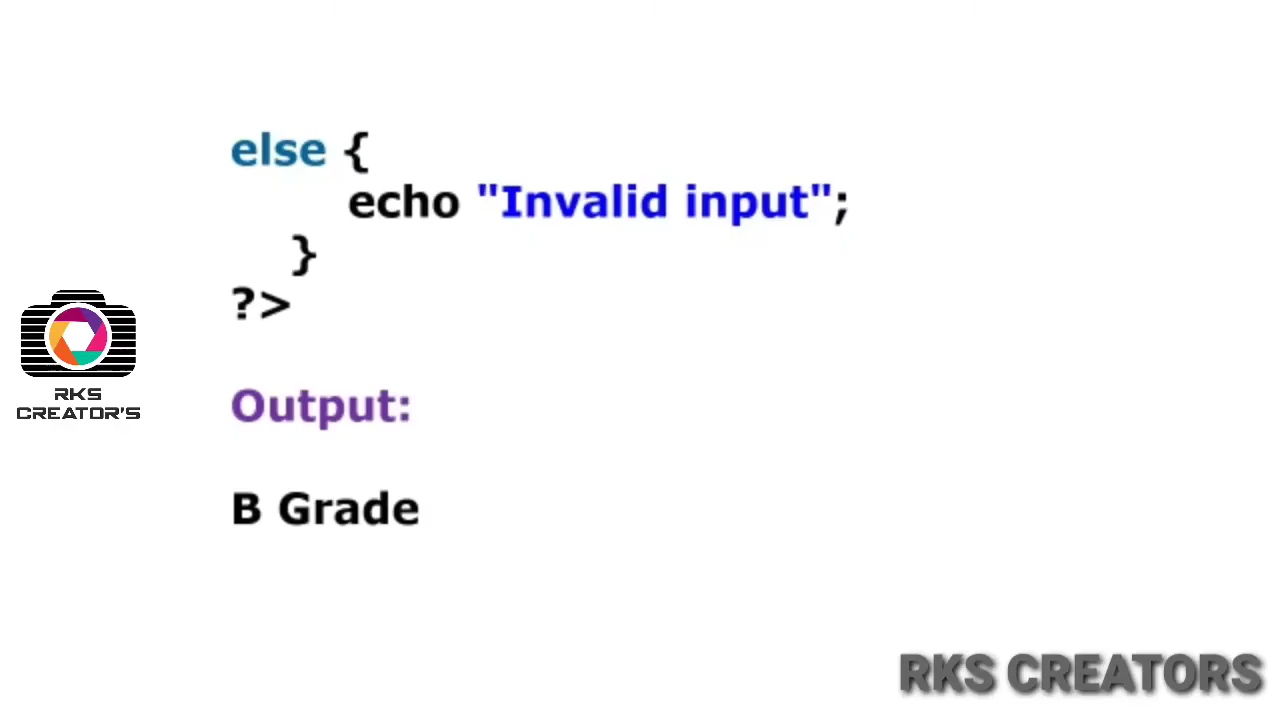 else {
echo "Invalid input";
}
?>
RKS
CREATOR'S
Output:
B Grade
RKS CREATORS